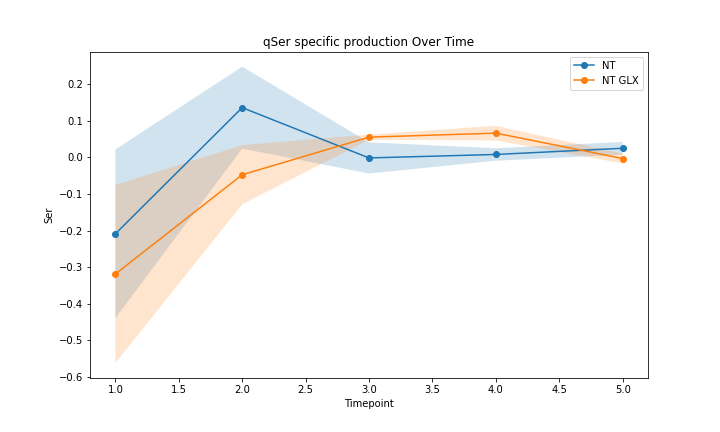 qSer specific production Over Time
NT
NT GLX
Ser
0.2
0.1
0.0
−0.1
−0.2
−0.3
−0.4
−0.5
−0.6
1.0 1.5 2.0 2.5 3.0 3.5 4.0 4.5 5.0
Timepoint